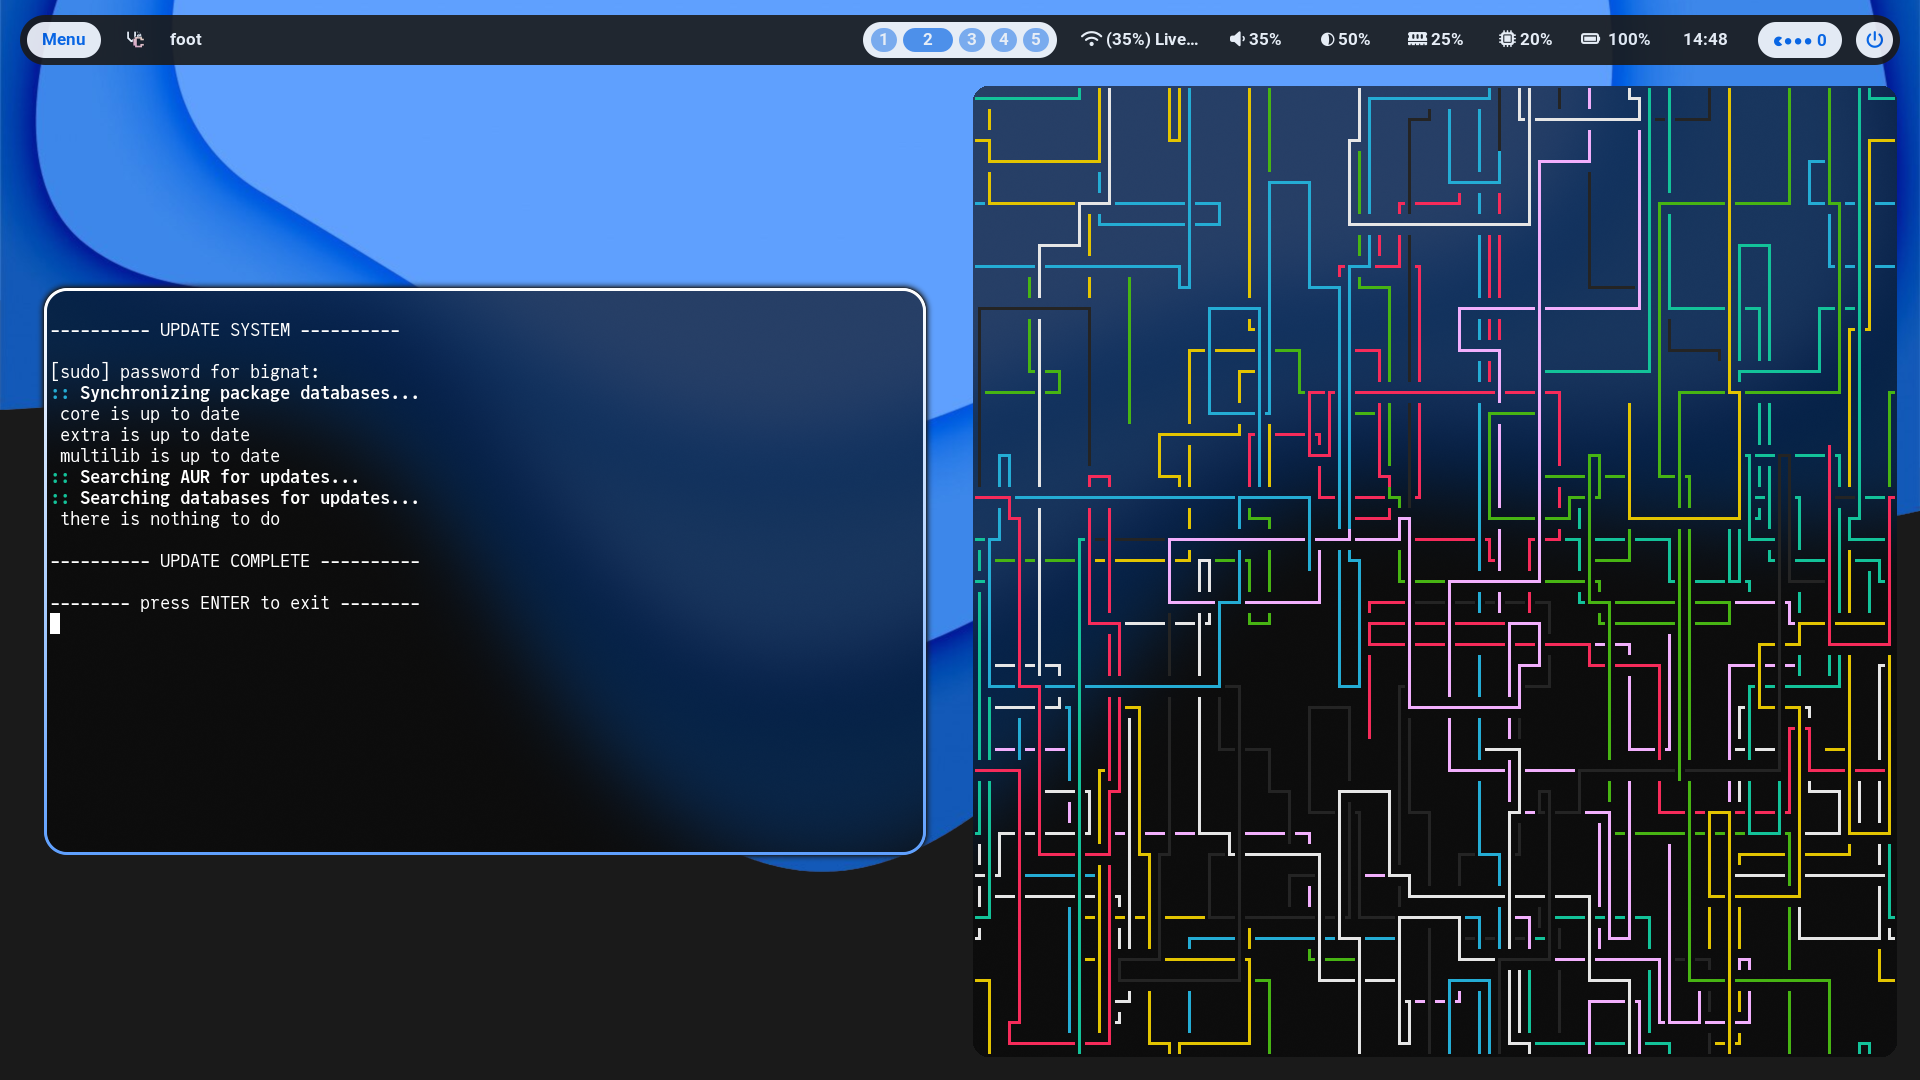 Menu foot 1 2 3 4 5 (35%) Live... 35% 50% 25% 20% 100% 14:48 0
---------- UPDATE SYSTEM ----------
[sudo] password for bignat:
:: Synchronizing package databases...
core is up to date
extra is up to date
multilib is up to date
:: Searching AUR for updates...
:: Searching databases for updates...
there is nothing to do
---------- UPDATE COMPLETE ----------
-------- press ENTER to exit --------